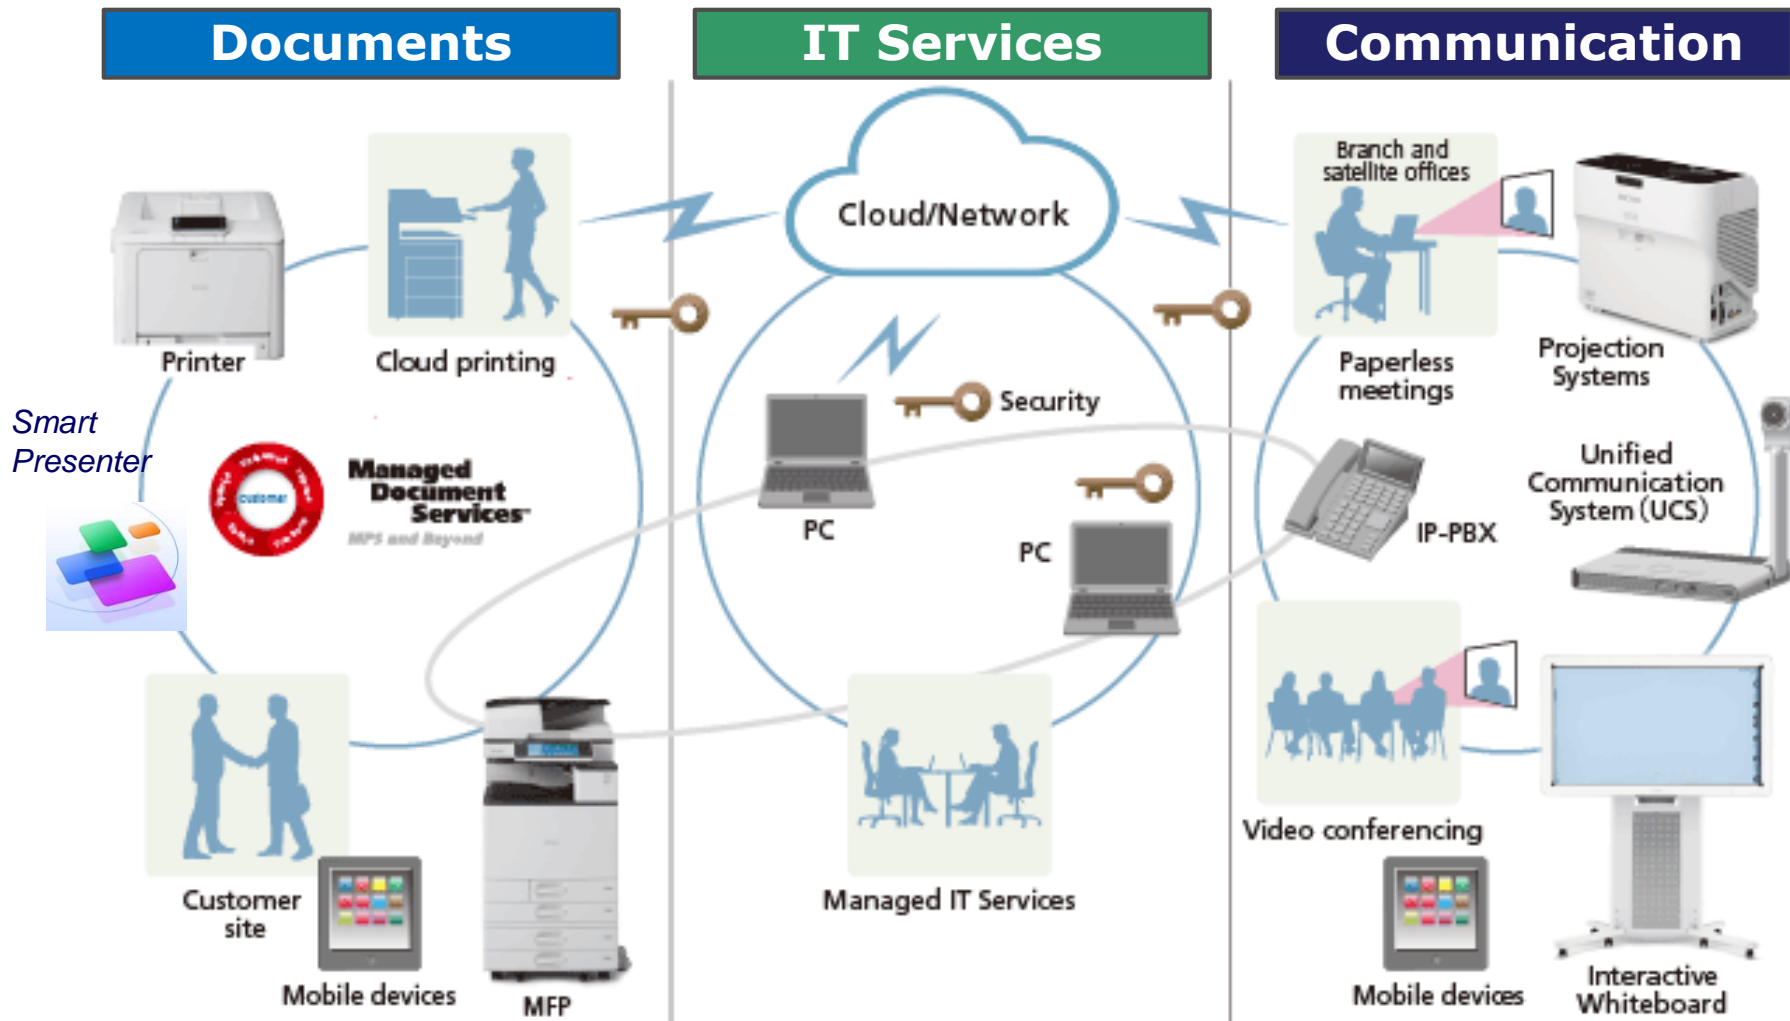 Documents
IT Services
Communication
Printer
Cloud printing
Smart
Presenter
customer
Managed
Document
Services
MPS and Beyond
Customer
site
Mobile devices
MFP
Cloud/Network
Security
PC
PC
Managed IT Services
Branch and
satellite offices
Paperless
meetings
Projection
Systems
Unified
Communication
System (UCS)
IP-PBX
Video conferencing
Mobile devices
Interactive
Whiteboard